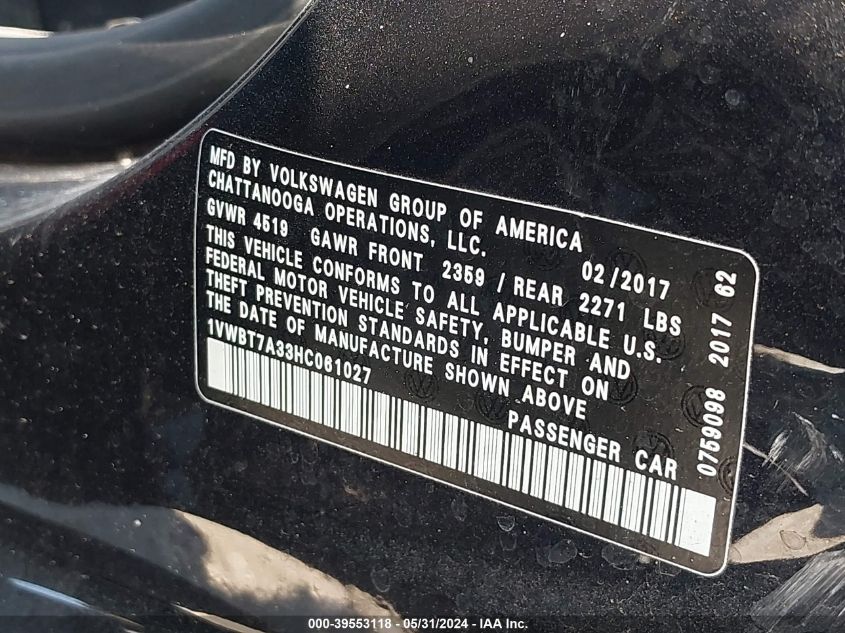 MFD BY VOLKSWAGEN GROUP OF AMERICA
CHATTANOOGA OPERATIONS, LLC. 02/2017
GVWR 4519 GAWR FRONT 2359 / REAR 2271 LBS
THIS VEHICLE CONFORMS TO ALL APPLICABLE U.S.
FEDERAL MOTOR VEHICLE SAFETY, BUMPER AND
THEFT PREVENTION STANDARDS IN EFFECT ON
THE DATE OF MANUFACTURE SHOWN ABOVE
1VWBT7A33HC061027 PASSENGER CAR
0759098 2017 62
000-39553118 - 05/31/2024 - IAA Inc.